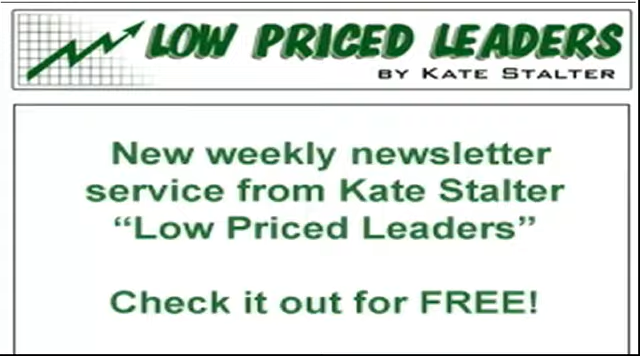 LOW PRICED LEADERS
BY KATE STALTER
New weekly newsletter
service from Kate Stalter
“Low Priced Leaders”
Check it out for FREE!